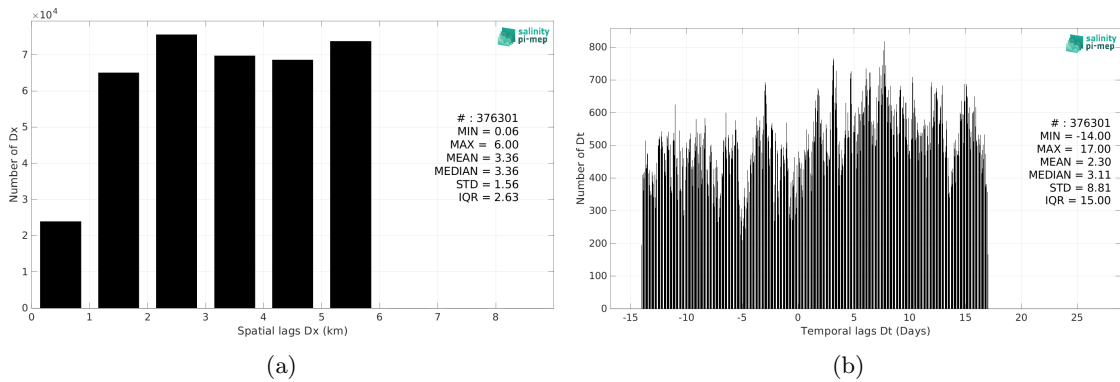 ×10⁴
7
6
5
4
3
2
1
0
Number of Dx
0 1 2 3 4 5 6 7 8
Spatial lags Dx (km)
salinity
pi-mep
# : 376301
MIN = 0.06
MAX = 6.00
MEAN = 3.36
MEDIAN = 3.36
STD = 1.56
IQR = 2.63
(a)
800
700
600
500
400
300
200
100
0
Number of Dt
-15 -10 -5 0 5 10 15 20 25
Temporal lags Dt (Days)
salinity
pi-mep
# : 376301
MIN = -14.00
MAX = 17.00
MEAN = 2.30
MEDIAN = 3.11
STD = 8.81
IQR = 15.00
(b)